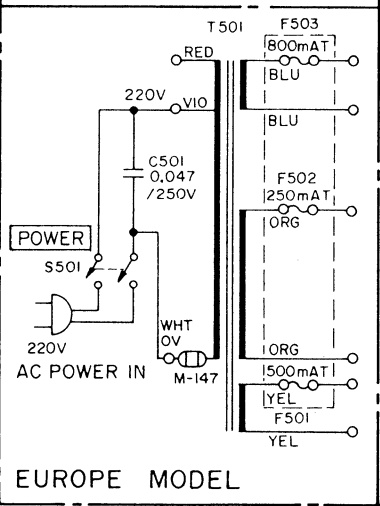 T501
F503
RED
800mAT
BLU
220V
VIO
BLU
C501
0.047
/250V
F502
250mAT
ORG
POWER
S501
WHT
0V
220V
AC POWER IN
M-147
ORG
500mAT
YEL
F501
YEL
EUROPE MODEL